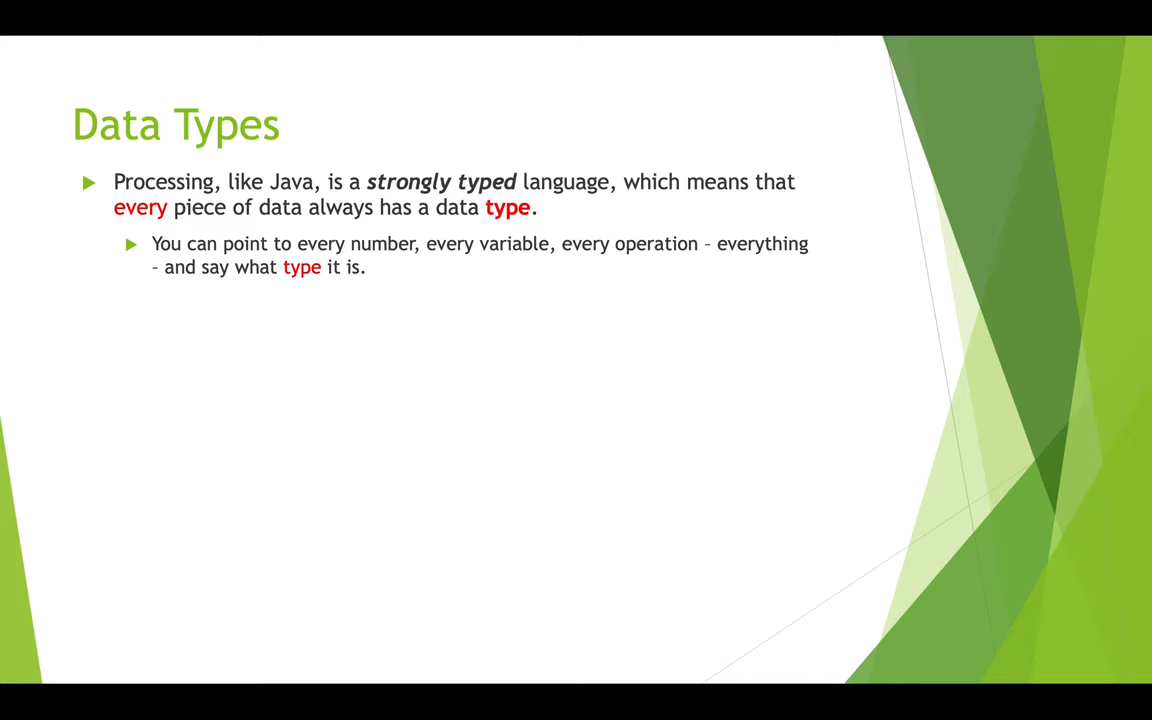 Data Types
Processing, like Java, is a strongly typed language, which means that
every piece of data always has a data type.
You can point to every number, every variable, every operation – everything
– and say what type it is.